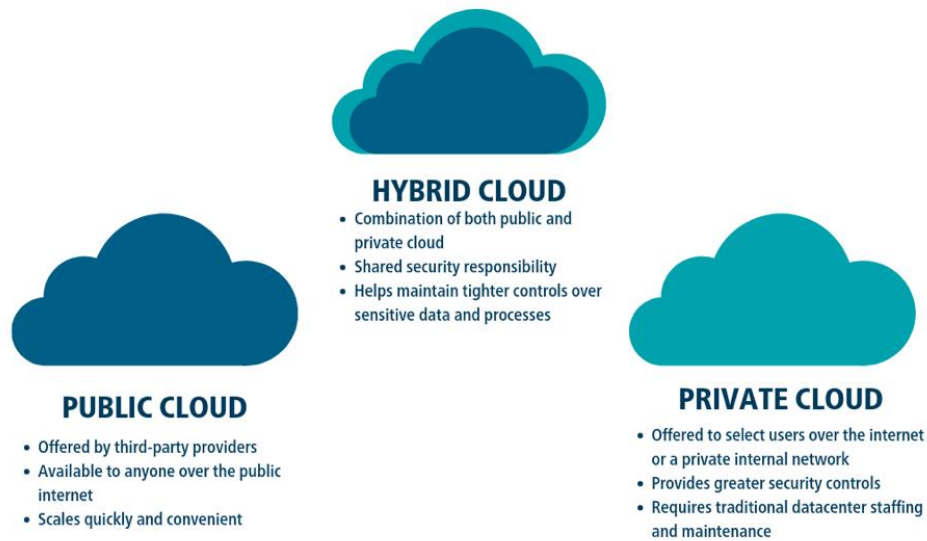 HYBRID CLOUD
• Combination of both public and
private cloud
• Shared security responsibility
• Helps maintain tighter controls over
sensitive data and processes
PUBLIC CLOUD
• Offered by third-party providers
• Available to anyone over the public
internet
• Scales quickly and convenient
PRIVATE CLOUD
• Offered to select users over the internet
or a private internal network
• Provides greater security controls
• Requires traditional datacenter staffing
and maintenance